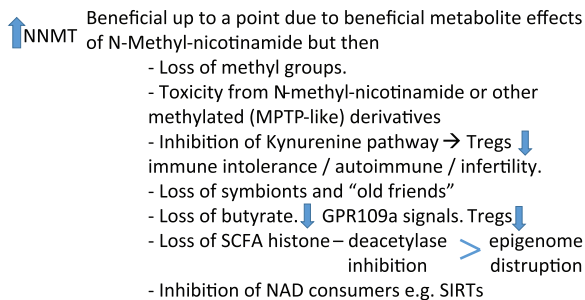 Beneficial up to a point due to beneficial metabolite effects
NNMT of N-Methyl-nicotinamide but then
- Loss of methyl groups.
- Toxicity from N-methyl-nicotinamide or other
methylated (MPTP-like) derivatives
- Inhibition of Kynurenine pathway → Tregs
immune intolerance / autoimmune / infertility.
- Loss of symbionts and “old friends”
- Loss of butyrate. GPR109a signals. Tregs
- Loss of SCFA histone – deacetylase > epigenome
inhibition disruption
- Inhibition of NAD consumers e.g. SIRTs